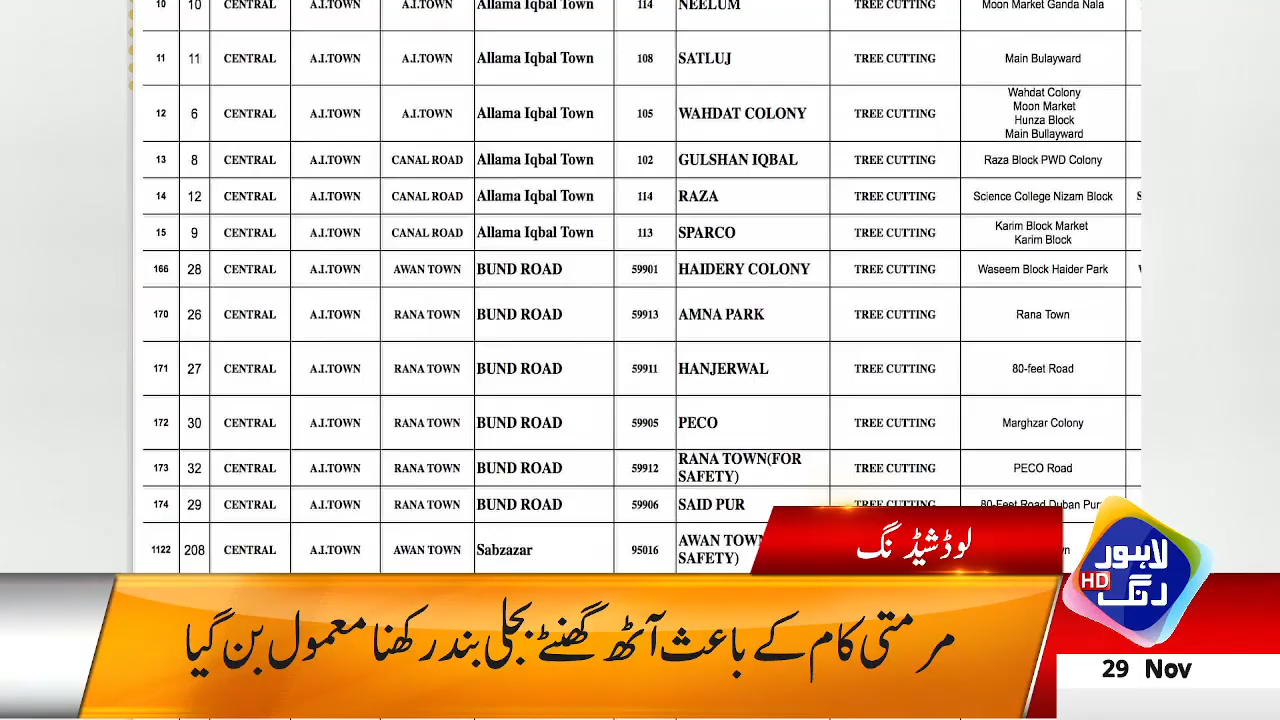 10 10 CENTRAL A.I.TOWN A.I.TOWN Allama Iqbal Town 114 NEELUM TREE CUTTING Moon Market Ganda Nala
11 11 CENTRAL A.I.TOWN A.I.TOWN Allama Iqbal Town 108 SATLUJ TREE CUTTING Main Bulayward
12 6 CENTRAL A.I.TOWN A.I.TOWN Allama Iqbal Town 105 WAHDAT COLONY TREE CUTTING Wahdat Colony
Moon Market
Hunza Block
Main Bullayward
13 8 CENTRAL A.I.TOWN CANAL ROAD Allama Iqbal Town 102 GULSHAN IQBAL TREE CUTTING Raza Block PWD Colony
14 12 CENTRAL A.I.TOWN CANAL ROAD Allama Iqbal Town 114 RAZA TREE CUTTING Science College Nizam Block
15 9 CENTRAL A.I.TOWN CANAL ROAD Allama Iqbal Town 113 SPARCO TREE CUTTING Karim Block Market
Karim Block
166 28 CENTRAL A.I.TOWN AWAN TOWN BUND ROAD 59901 HAIDERY COLONY TREE CUTTING Waseem Block Haider Park
170 26 CENTRAL A.I.TOWN RANA TOWN BUND ROAD 59913 AMNA PARK TREE CUTTING Rana Town
171 27 CENTRAL A.I.TOWN RANA TOWN BUND ROAD 59911 HANJERWAL TREE CUTTING 80-feet Road
172 30 CENTRAL A.I.TOWN RANA TOWN BUND ROAD 59905 PECO TREE CUTTING Marghzar Colony
173 32 CENTRAL A.I.TOWN RANA TOWN BUND ROAD 59912 RANA TOWN(FOR
SAFETY) TREE CUTTING PECO Road
174 29 CENTRAL A.I.TOWN RANA TOWN BUND ROAD 59906 SAID PUR TREE CUTTING 80-Feet Road Duban Pur
1122 208 CENTRAL A.I.TOWN AWAN TOWN Sabzazar 95016 AWAN TOWN
SAFETY)
لوڈشیڈنگ
لاہور
رنگ
HD
مرمتی کام کے باعث آٹھ گھنٹے بجلی بند رکھنا معمول بن گیا
29 Nov